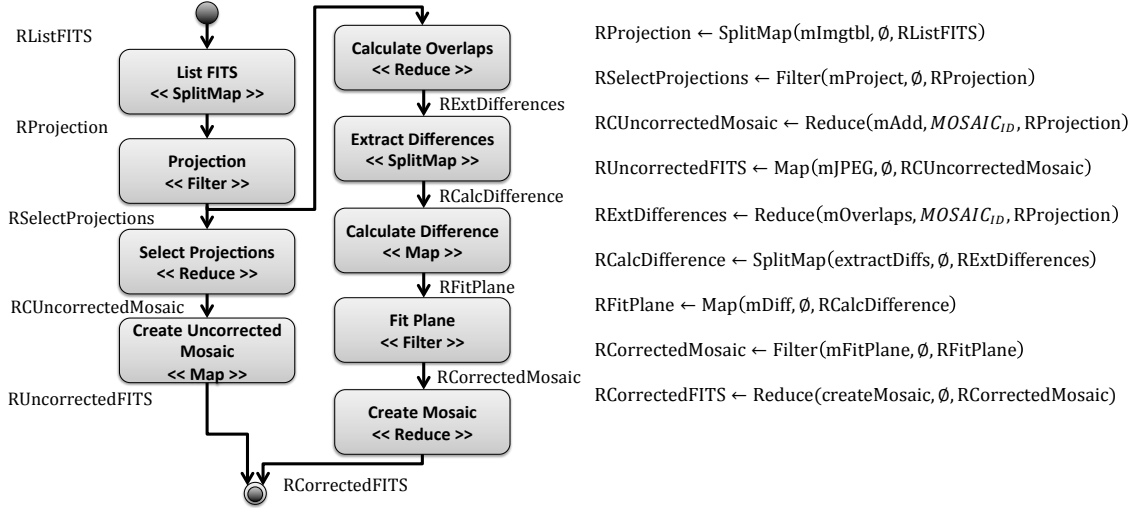 RListFITS
List FITS
<< SplitMap >>
RProjection
Projection
<< Filter >>
RSelectProjections
Select Projections
<< Reduce >>
RCUncorrectedMosaic
Create Uncorrected
Mosaic
<< Map >>
RUncorrectedFITS
Calculate Overlaps
<< Reduce >>
RExtDifferences
Extract Differences
<< SplitMap >>
RCalcDifference
Calculate Difference
<< Map >>
RFitPlane
Fit Plane
<< Filter >>
RCorrectedMosaic
Create Mosaic
<< Reduce >>
RCorrectedFITS
RProjection ← SplitMap(mImgtbl, ∅, RListFITS)
RSelectProjections ← Filter(mProject, ∅, RProjection)
RCUncorrectedMosaic ← Reduce(mAdd, MOSAIC_ID, RProjection)
RUncorrectedFITS ← Map(mJPEG, ∅, RCUncorrectedMosaic)
RExtDifferences ← Reduce(mOverlaps, MOSAIC_ID, RProjection)
RCalcDifference ← SplitMap(extractDiffs, ∅, RExtDifferences)
RFitPlane ← Map(mDiff, ∅, RCalcDifference)
RCorrectedMosaic ← Filter(mFitPlane, ∅, RFitPlane)
RCorrectedFITS ← Reduce(createMosaic, ∅, RCorrectedMosaic)